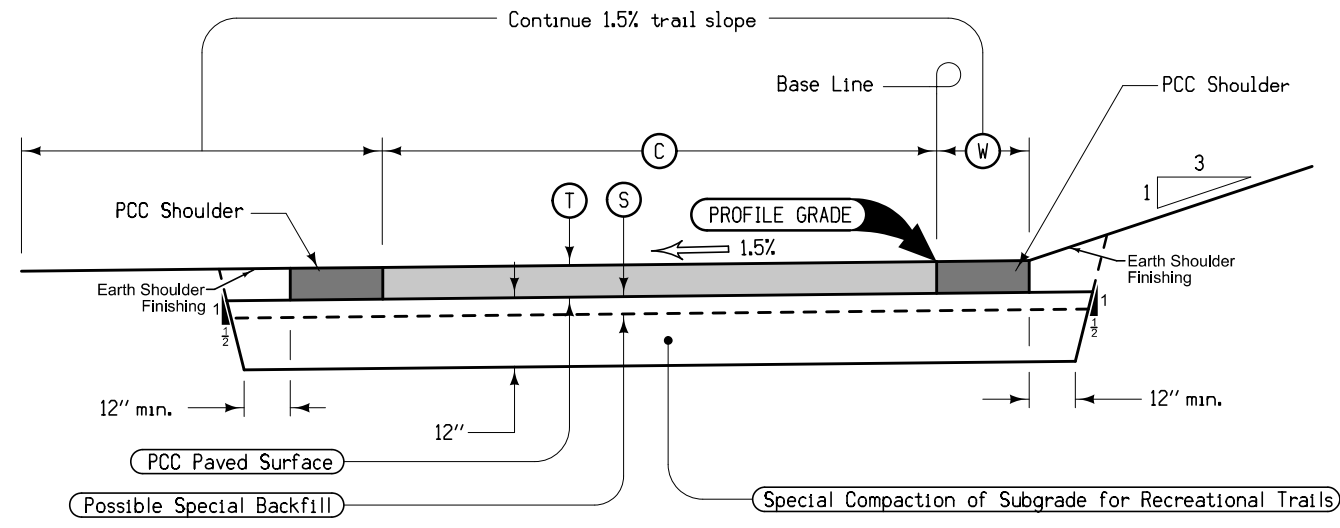 Continue 1.5% trail slope
Base Line
PCC Shoulder
C
W
3
1
PCC Shoulder
T
S
PROFILE GRADE
1.5%
Earth Shoulder
Finishing
Earth Shoulder
Finishing
1
1/2
1
1/2
12" min.
12" min.
12"
PCC Paved Surface
Possible Special Backfill
Special Compaction of Subgrade for Recreational Trails